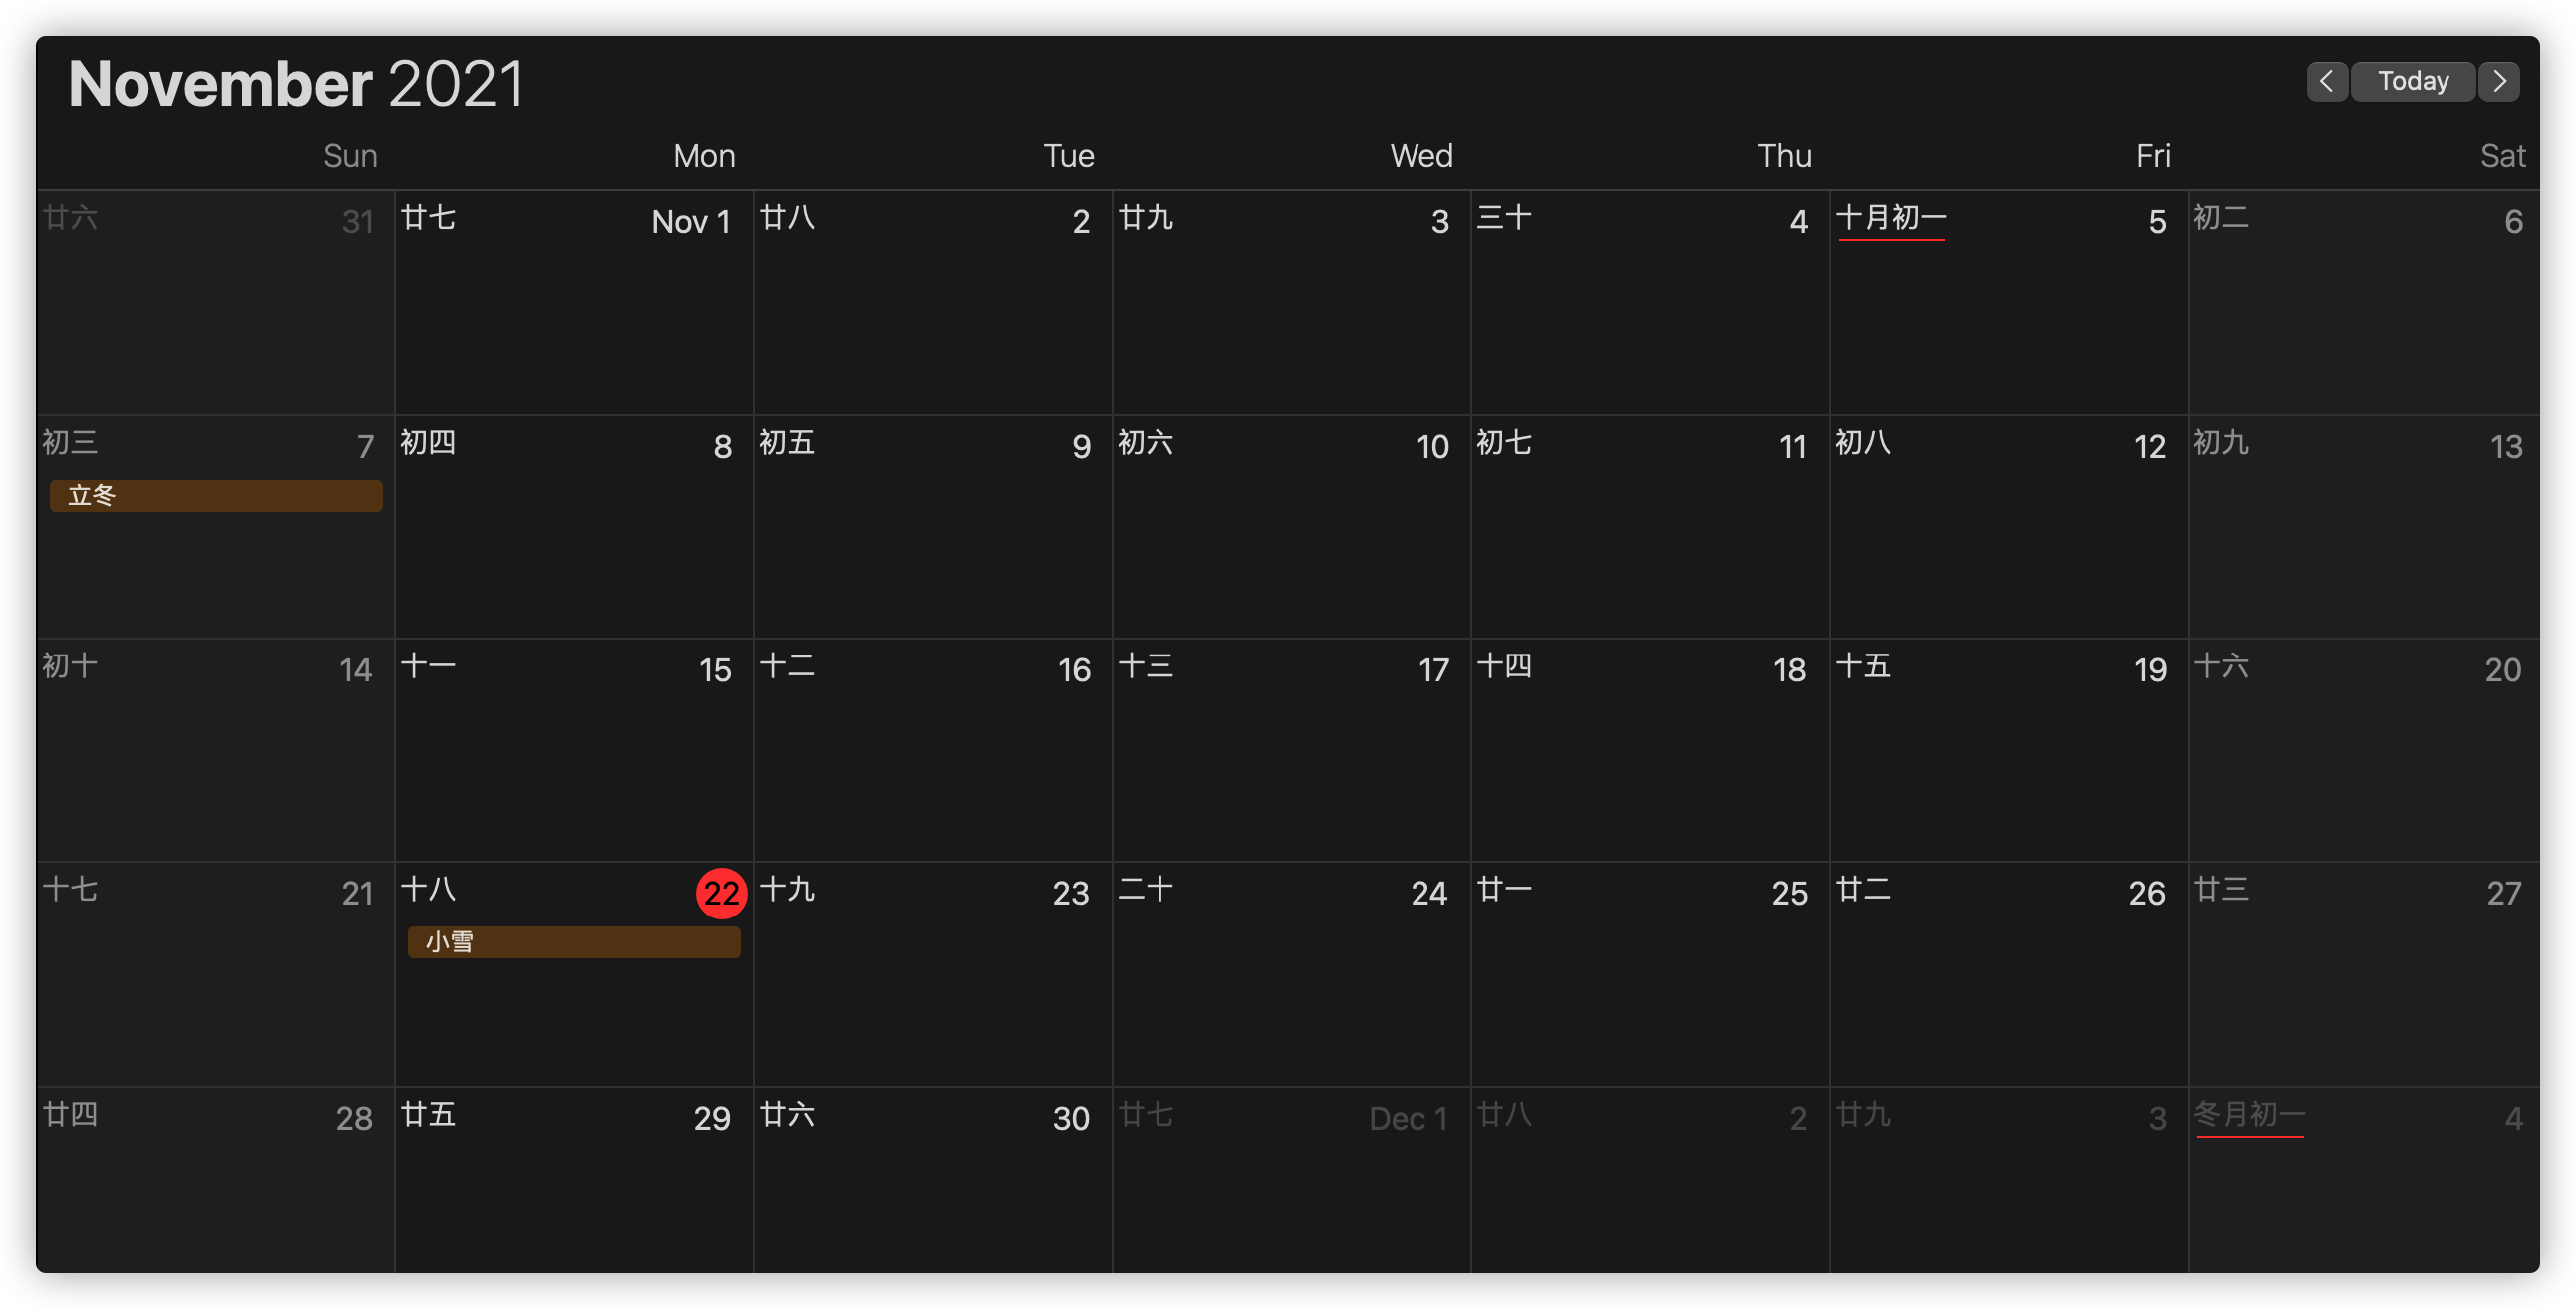 November 2021
Today
Sun Mon Tue Wed Thu Fri Sat
廿六 31 廿七 Nov 1 廿八 2 廿九 3 三十 4 十月初一 5 初二 6
初三 7 初四 8 初五 9 初六 10 初七 11 初八 12 初九 13
立冬
初十 14 十一 15 十二 16 十三 17 十四 18 十五 19 十六 20
十七 21 十八 22 十九 23 二十 24 廿一 25 廿二 26 廿三 27
小雪
廿四 28 廿五 29 廿六 30 廿七 Dec 1 廿八 2 廿九 3 冬月初一 4